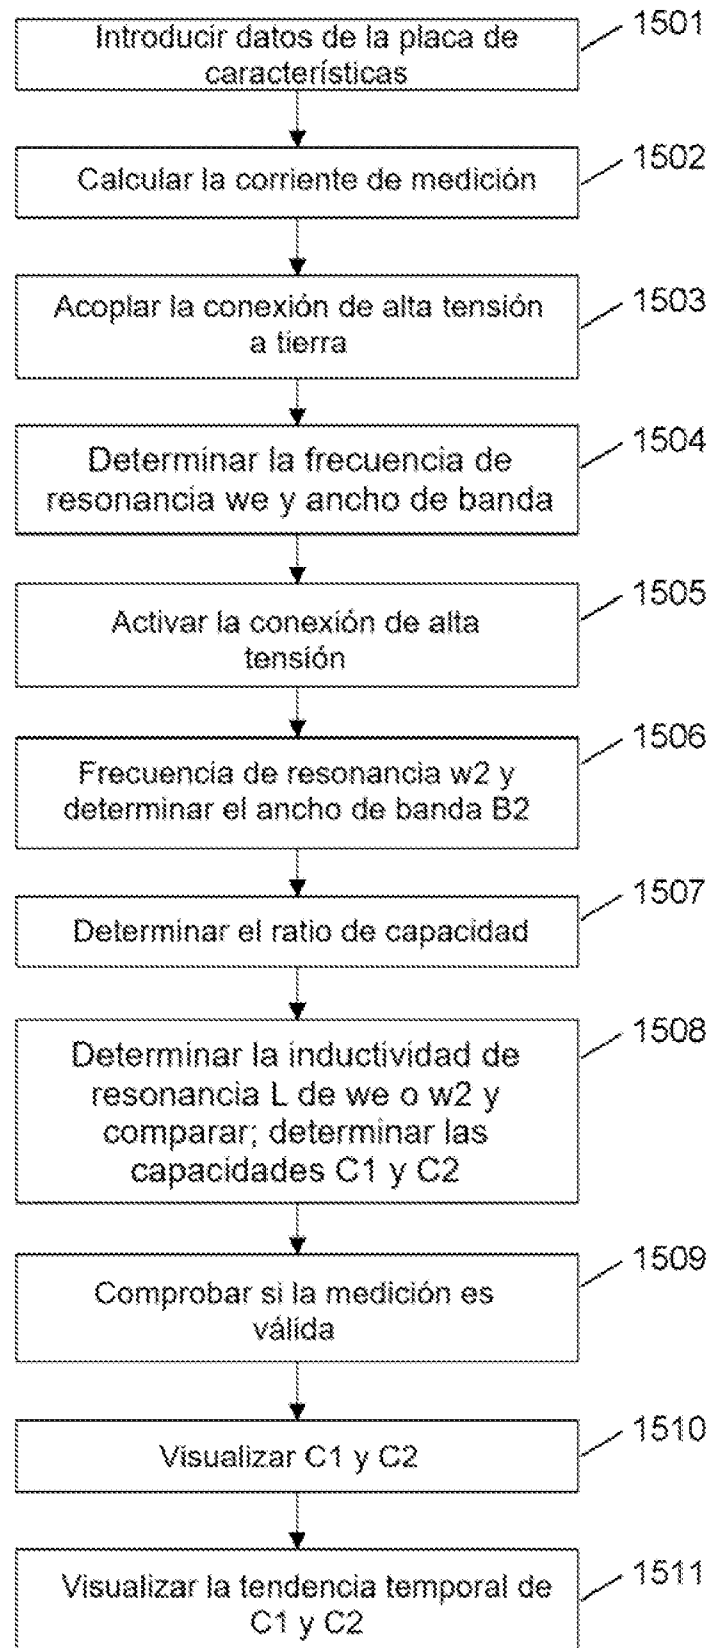 1501
Introducir datos de la placa de
características
1502
Calcular la corriente de medición
1503
Acoplar la conexión de alta tensión
a tierra
1504
Determinar la frecuencia de
resonancia we y ancho de banda
1505
Activar la conexión de alta
tensión
1506
Frecuencia de resonancia w2 y
determinar el ancho de banda B2
1507
Determinar el ratio de capacidad
1508
Determinar la inductividad de
resonancia L de we o w2 y
comparar; determinar las
capacidades C1 y C2
1509
Comprobar si la medición es
válida
1510
Visualizar C1 y C2
1511
Visualizar la tendencia temporal de
C1 y C2